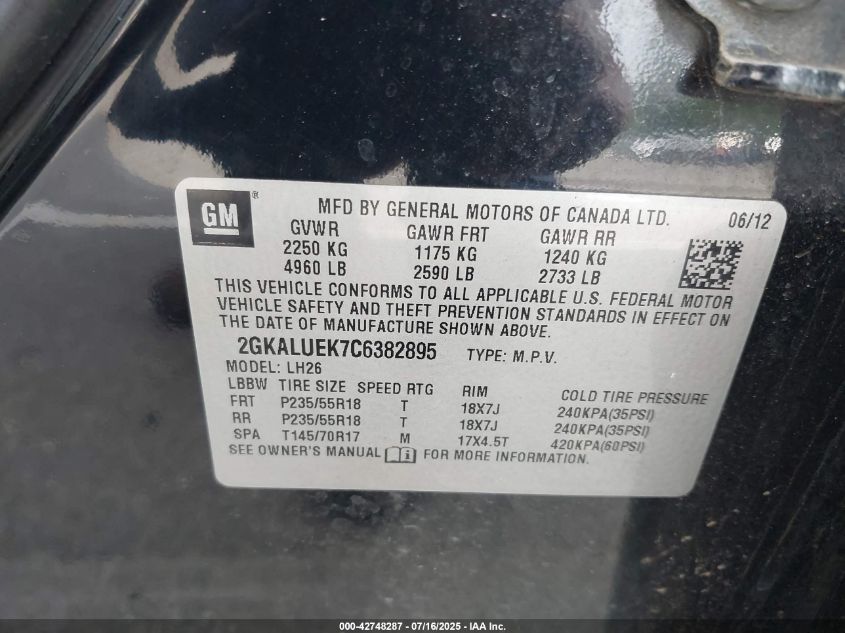 GM ®
MFD BY GENERAL MOTORS OF CANADA LTD. 06/12
GVWR GAWR FRT GAWR RR
2250 KG 1175 KG 1240 KG
4960 LB 2590 LB 2733 LB
THIS VEHICLE CONFORMS TO ALL APPLICABLE U.S. FEDERAL MOTOR
VEHICLE SAFETY AND THEFT PREVENTION STANDARDS IN EFFECT ON
THE DATE OF MANUFACTURE SHOWN ABOVE.
2GKALUEK7C6382895 TYPE: M.P.V.
MODEL: LH26
LBBW TIRE SIZE SPEED RTG RIM COLD TIRE PRESSURE
FRT P235/55R18 T 18X7J 240KPA(35PSI)
RR P235/55R18 T 18X7J 240KPA(35PSI)
SPA T145/70R17 M 17X4.5T 420KPA(60PSI)
SEE OWNER'S MANUAL FOR MORE INFORMATION.
000-42748287 - 07/16/2025 - IAA Inc.